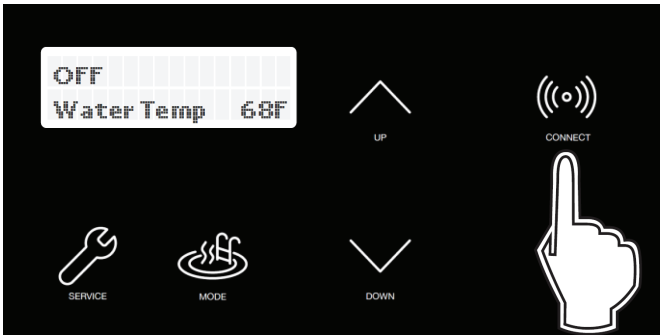 OFF
Water Temp 68F
UP
CONNECT
SERVICE
MODE
DOWN